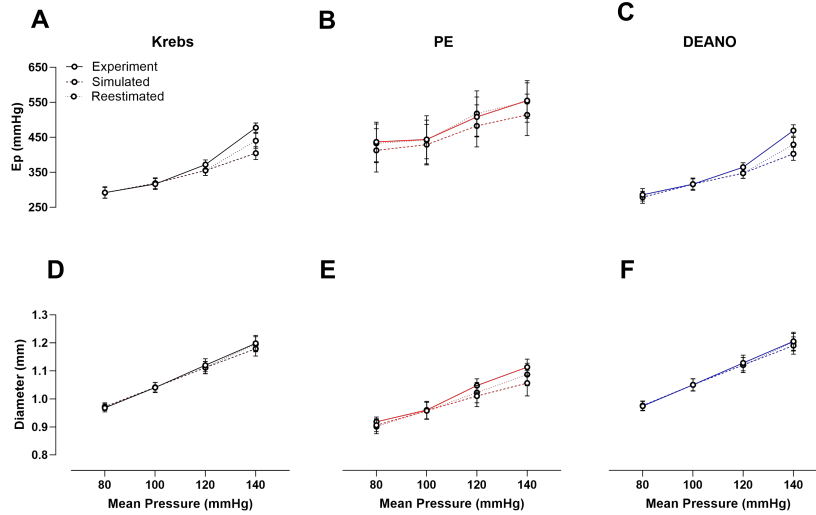 A
B
C
Krebs
PE
DEANO
Experiment
Simulated
Reestimated
Ep (mmHg)
650
550
450
350
250
D
E
F
Diameter (mm)
1.3
1.2
1.1
1.0
0.9
0.8
80 100 120 140
80 100 120 140
80 100 120 140
Mean Pressure (mmHg)
Mean Pressure (mmHg)
Mean Pressure (mmHg)